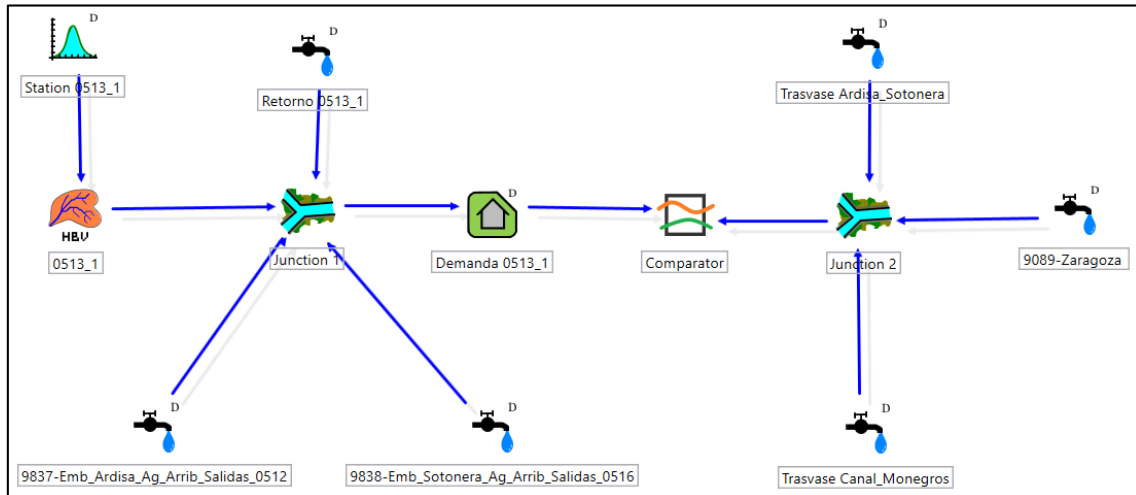 D
Station 0513_1
D
Retorno 0513_1
D
Trasvase Ardisa_Sotonera
HBV
0513_1
Junction 1
D
Demanda 0513_1
Comparator
Junction 2
D
9089-Zaragoza
D
9837-Emb_Ardisa_Ag_Arrib_Salidas_0512
D
9838-Emb_Sotonera_Ag_Arrib_Salidas_0516
D
Trasvase Canal_Monegros